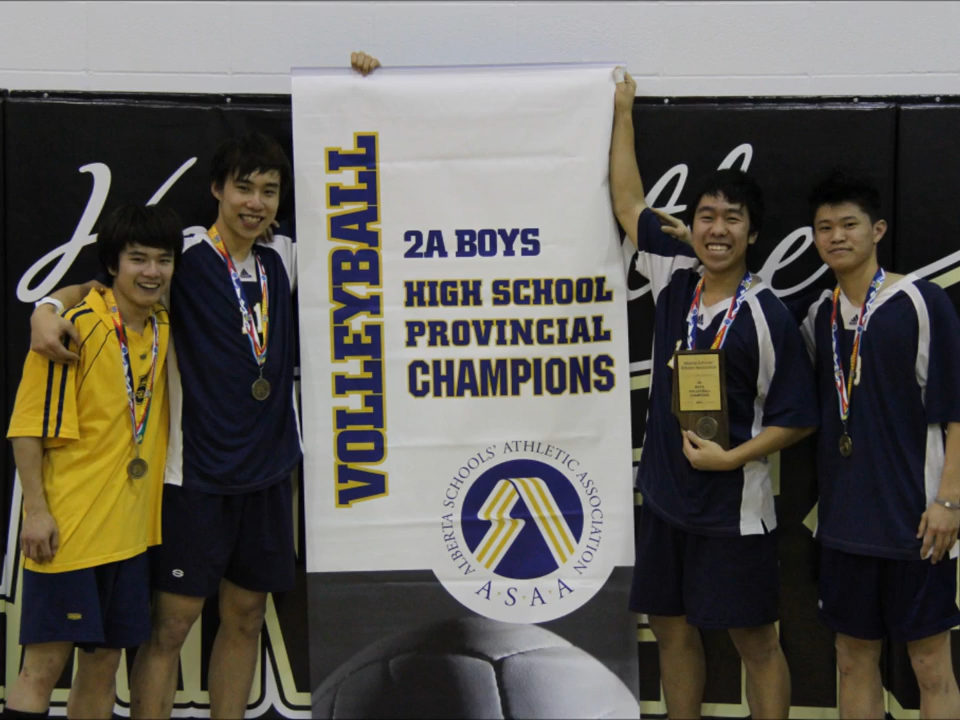 VOLLEYBALL
2A BOYS
HIGH SCHOOL
PROVINCIAL
CHAMPIONS
ALBERTA SCHOOLS' ATHLETIC ASSOCIATION
A·S·A·A